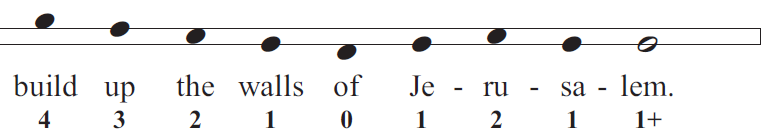 build up the walls of Je - ru - sa - lem.
4 3 2 1 0 1 2 1 1+